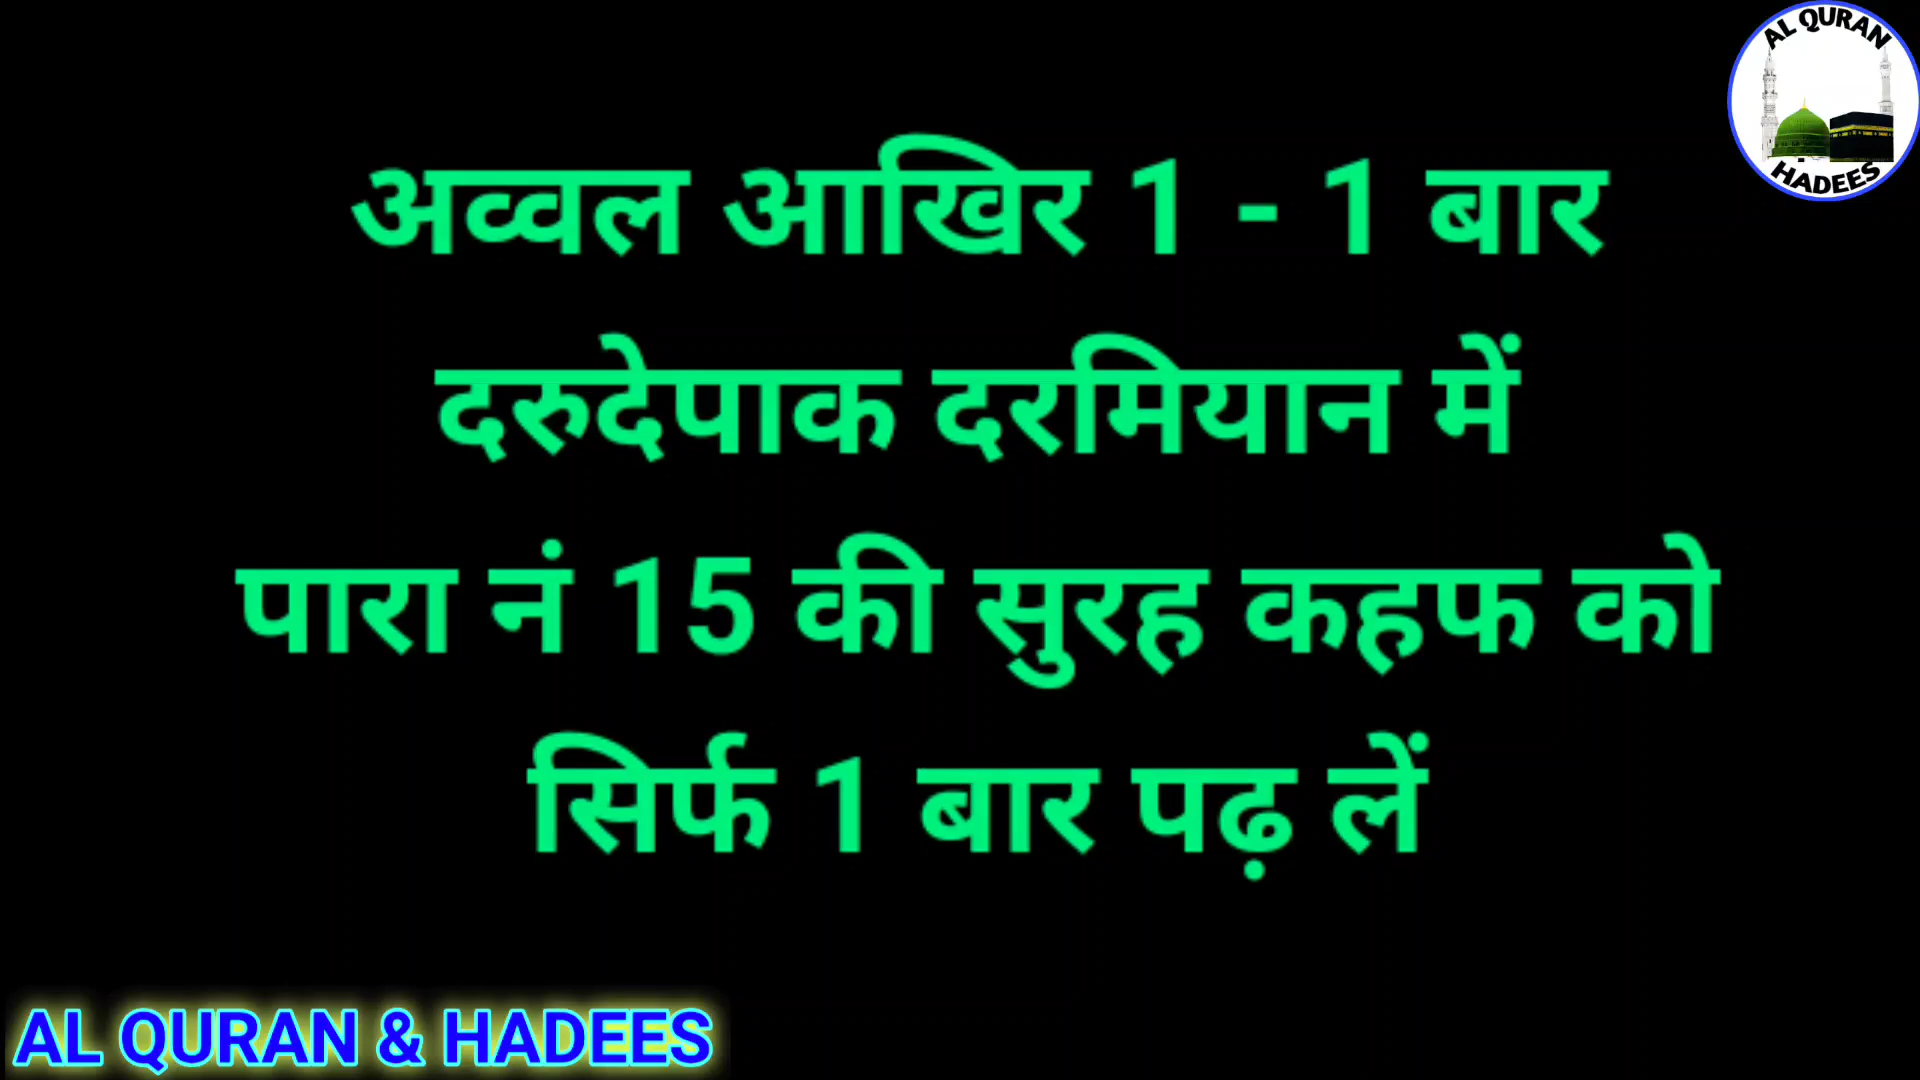 AL QURAN
HADEES
अव्वल आखिर 1 - 1 बार
दरुदेपाक दरमियान में
पारा नं 15 की सुरह कहफ को
सिर्फ 1 बार पढ़ लें
AL QURAN & HADEES